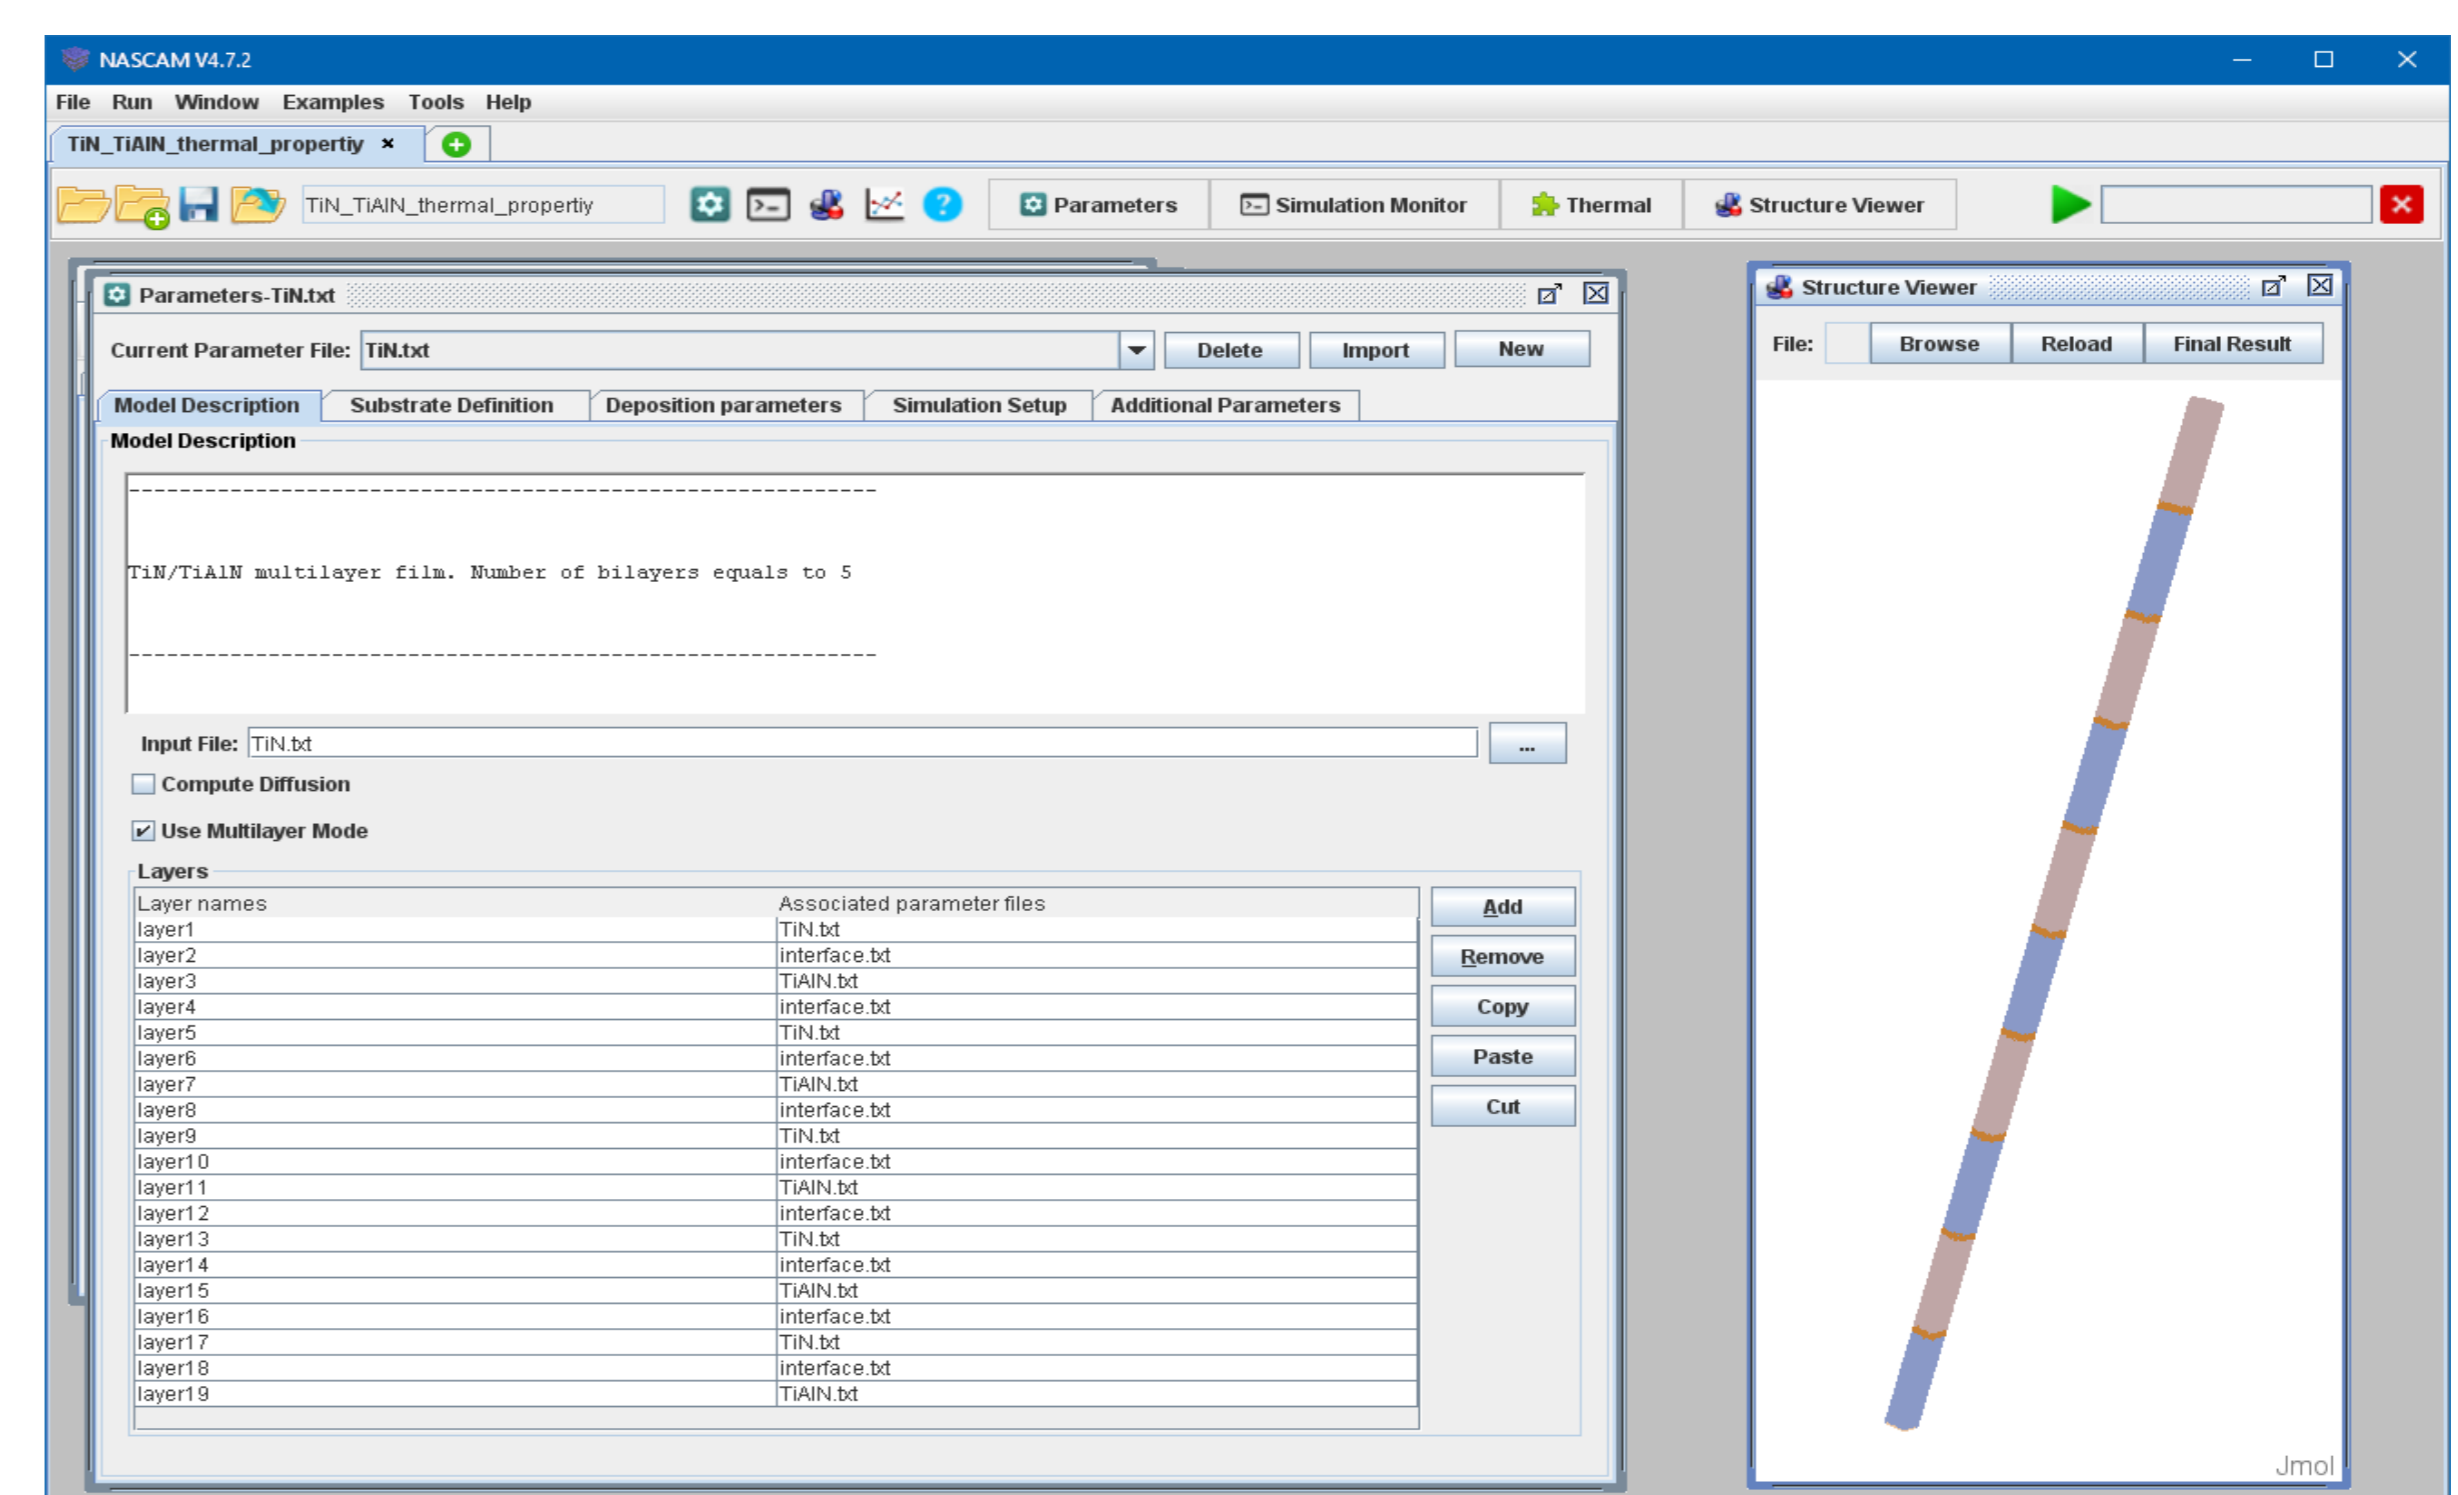 NASCAM V4.7.2
File Run Window Examples Tools Help
TiN_TiAlN_thermal_propertiy
TiN_TiAlN_thermal_propertiy Parameters Simulation Monitor Thermal Structure Viewer
Parameters-TiN.txt
Current Parameter File: TiN.txt Delete Import New
Model Description Substrate Definition Deposition parameters Simulation Setup Additional Parameters
Model Description
-----------------------------------------------------------
TiN/TiAlN multilayer film. Number of bilayers equals to 5
-----------------------------------------------------------
Input File: TiN.txt ...
Compute Diffusion
Use Multilayer Mode
Layers
Layer names Associated parameter files
layer1 TiN.txt
layer2 interface.txt
layer3 TiAlN.txt
layer4 interface.txt
layer5 TiN.txt
layer6 interface.txt
layer7 TiAlN.txt
layer8 interface.txt
layer9 TiN.txt
layer10 interface.txt
layer11 TiAlN.txt
layer12 interface.txt
layer13 TiN.txt
layer14 interface.txt
layer15 TiAlN.txt
layer16 interface.txt
layer17 TiN.txt
layer18 interface.txt
layer19 TiAlN.txt
Add
Remove
Copy
Paste
Cut
Structure Viewer
File: Browse Reload Final Result
Jmol